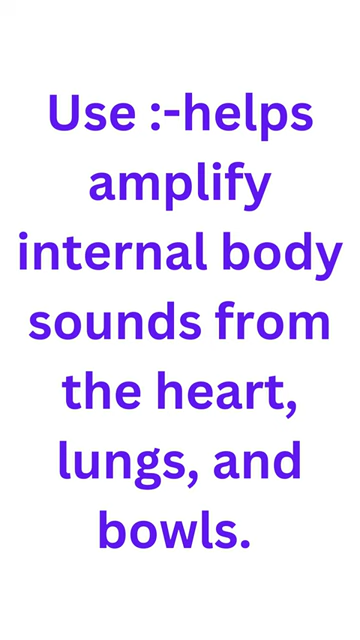 Use :-helps
amplify
internal body
sounds from
the heart,
lungs, and
bowls.